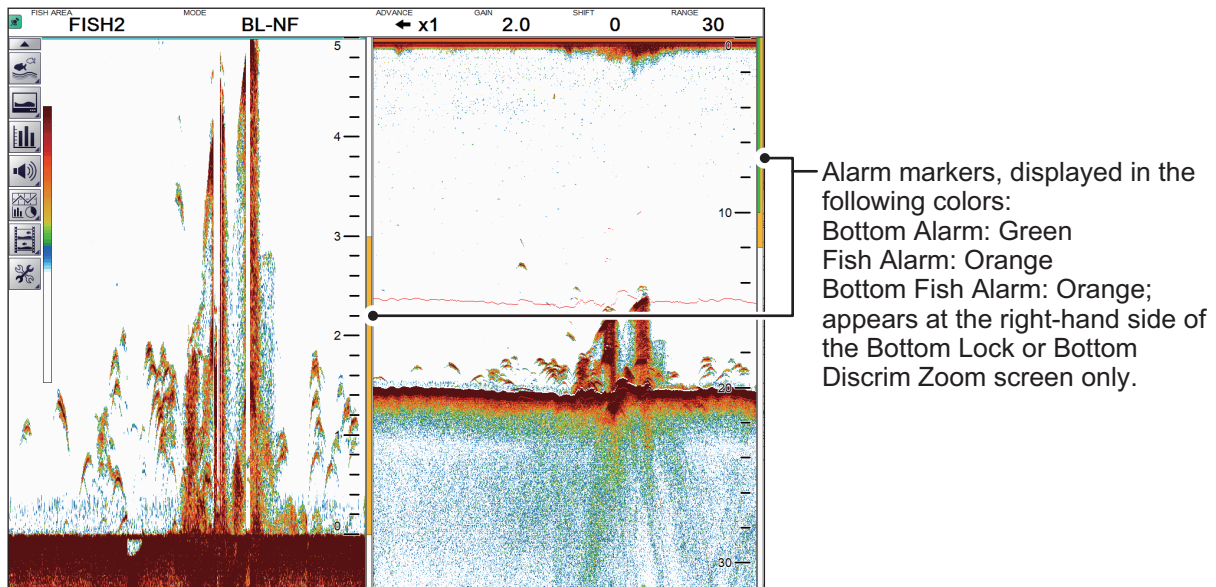 FISH AREA MODE ADVANCE GAIN SHIFT RANGE
FISH2 BL-NF x1 2.0 0 30
5
4
3
2
1
0
0
10
20
30
Alarm markers, displayed in the
following colors:
Bottom Alarm: Green
Fish Alarm: Orange
Bottom Fish Alarm: Orange;
appears at the right-hand side of
the Bottom Lock or Bottom
Discrim Zoom screen only.